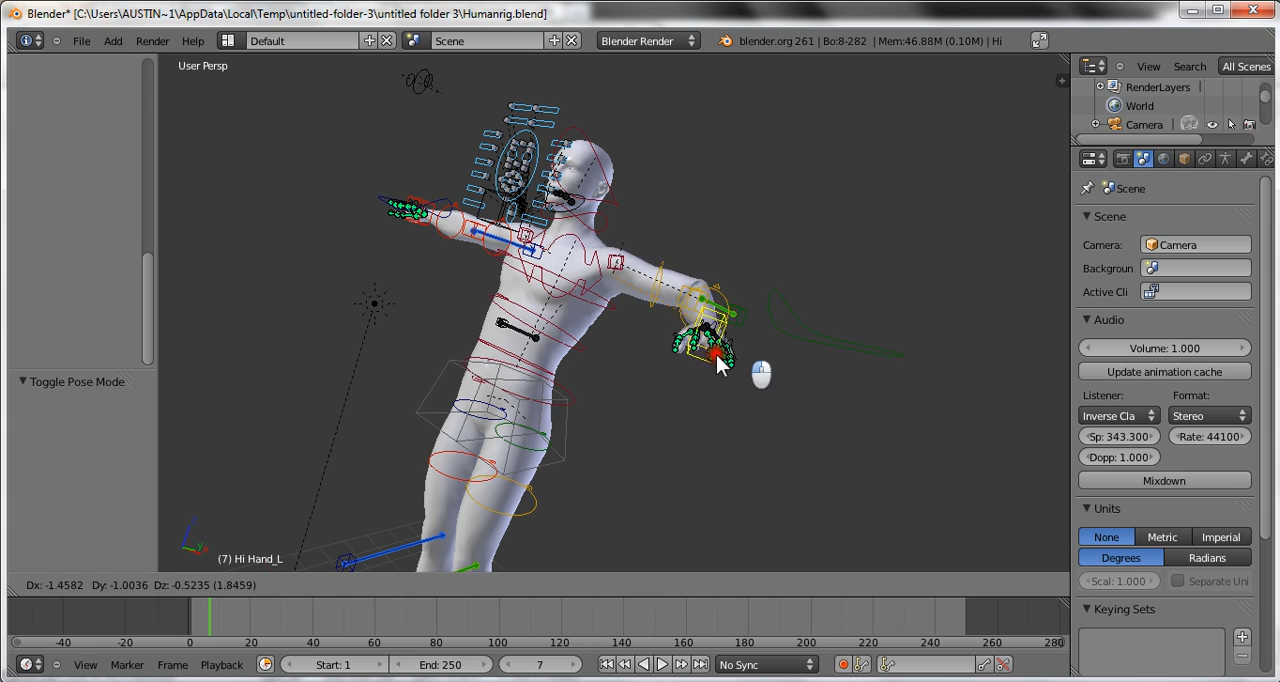 Blender* [C:\Users\AUSTIN~1\AppData\Local\Temp\untitled-folder-3\untitled folder 3\Humanrig.blend]
File Add Render Help Default Scene Blender Render blender.org 261 | Bo:8-282 | Mem:46.88M (0.10M) | Hi
User Persp
View Search All Scenes
RenderLayers
World
Camera
Scene
Scene
Camera: Camera
Backgroun
Active Cli
Audio
Volume: 1.000
Update animation cache
Listener: Format:
Inverse Cla Stereo
Sp: 343.300 Rate: 44100
Dopp: 1.000
Mixdown
Units
None Metric Imperial
Degrees Radians
Scal: 1.000 Separate Uni
Keying Sets
Toggle Pose Mode
y
(7) Hi Hand_L
Dx: -1.4582 Dy: -1.0036 Dz: -0.5235 (1.8459)
-40 -20 0 20 40 60 80 100 120 140 160 180 200 220 240 260 280
View Marker Frame Playback Start: 1 End: 250 7 No Sync